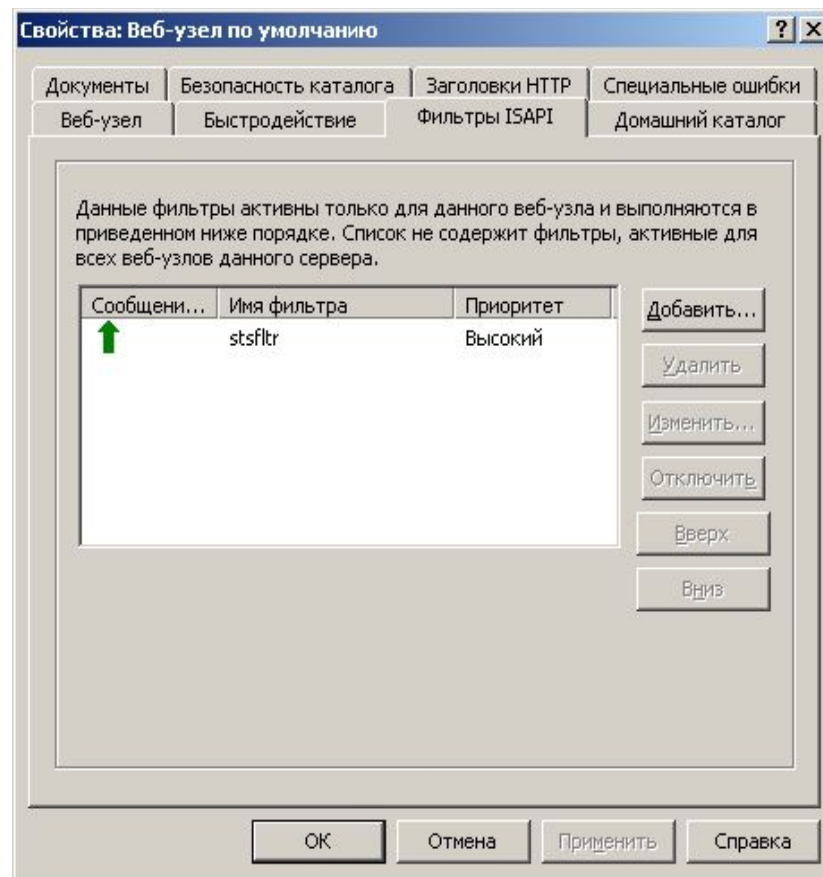 Свойства: Веб-узел по умолчанию
Документы Безопасность каталога Заголовки HTTP Специальные ошибки
Веб-узел Быстродействие Фильтры ISAPI Домашний каталог
Данные фильтры активны только для данного веб-узла и выполняются в
приведенном ниже порядке. Список не содержит фильтры, активные для
всех веб-узлов данного сервера.
Сообщени... Имя фильтра Приоритет
stsfltr Высокий
Добавить...
Удалить
Изменить...
Отключить
Вверх
Вниз
ОК Отмена Применить Справка